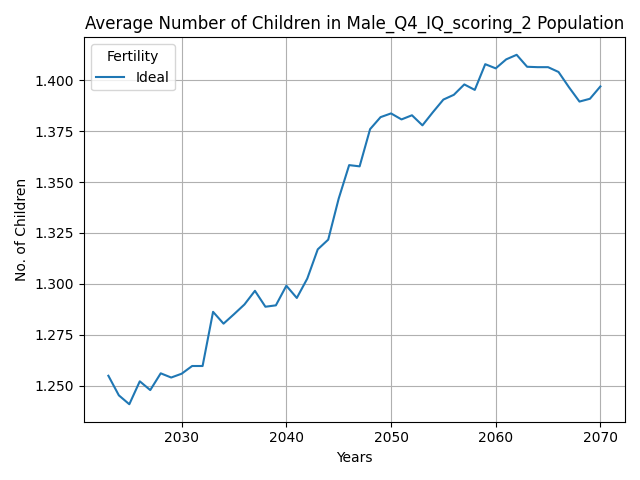 Average Number of Children in Male_Q4_IQ_scoring_2 Population
Fertility
Ideal
No. of Children
1.400
1.375
1.350
1.325
1.300
1.275
1.250
2030 2040 2050 2060 2070
Years